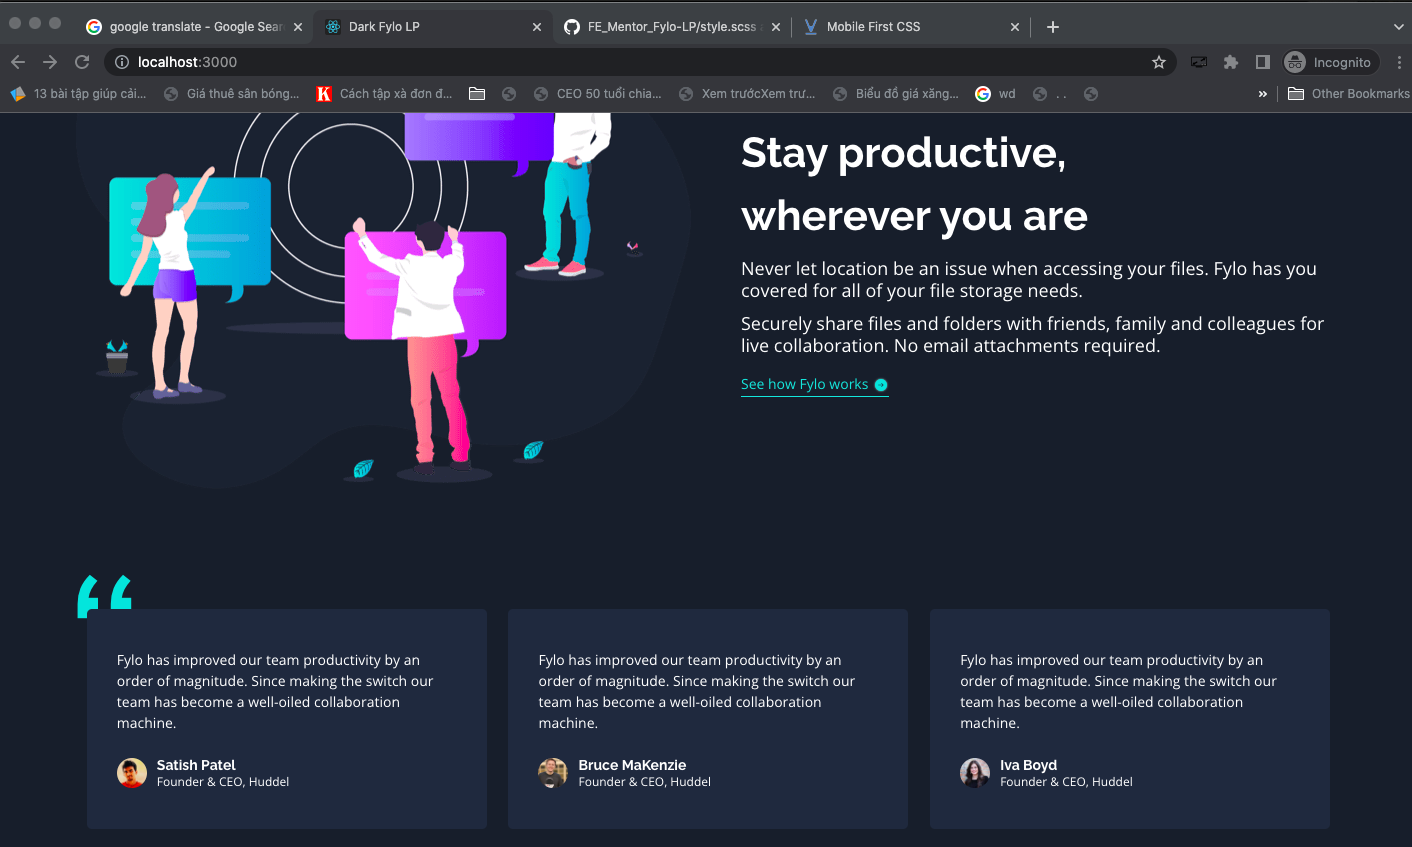 google translate - Google Sear
Dark Fylo LP
FE_Mentor_Fylo-LP/style.scss
Mobile First CSS
localhost:3000
Incognito
13 bài tập giúp cải...
Giá thuê sân bóng...
Cách tập xà đơn đ...
CEO 50 tuổi chia...
Xem trướcXem trư...
Biểu đồ giá xăng...
wd
. .
»
Other Bookmarks
Stay productive,
wherever you are
Never let location be an issue when accessing your files. Fylo has you
covered for all of your file storage needs.
Securely share files and folders with friends, family and colleagues for
live collaboration. No email attachments required.
See how Fylo works
“
Fylo has improved our team productivity by an
order of magnitude. Since making the switch our
team has become a well-oiled collaboration
machine.
Satish Patel
Founder & CEO, Huddel
Fylo has improved our team productivity by an
order of magnitude. Since making the switch our
team has become a well-oiled collaboration
machine.
Bruce MaKenzie
Founder & CEO, Huddel
Fylo has improved our team productivity by an
order of magnitude. Since making the switch our
team has become a well-oiled collaboration
machine.
Iva Boyd
Founder & CEO, Huddel